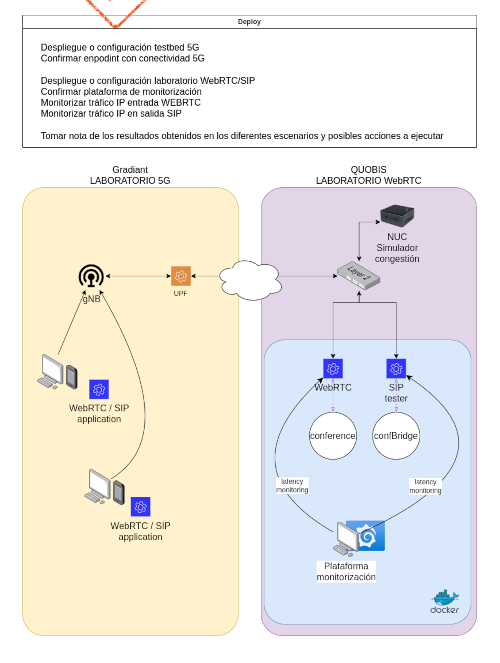 Deploy
Despliegue o configuración testbed 5G
Confirmar enpodint con conectividad 5G
Despliegue o configuración laboratorio WebRTC/SIP
Confirmar plataforma de monitorización
Monitorizar tráfico IP entrada WEBRTC
Monitorizar tráfico IP en salida SIP
Tomar nota de los resultados obtenidos en los diferentes escenarios y posibles acciones a ejecutar
Gradiant
LABORATORIO 5G
QUOBIS
LABORATORIO WebRTC
NUC
Simulador
congestión
Layer 2
gNB
UPF
WebRTC
SIP
tester
WebRTC / SIP
application
conference
confBridge
latency
monitoring
latency
monitoring
WebRTC / SIP
application
Plataforma
monitorización
docker